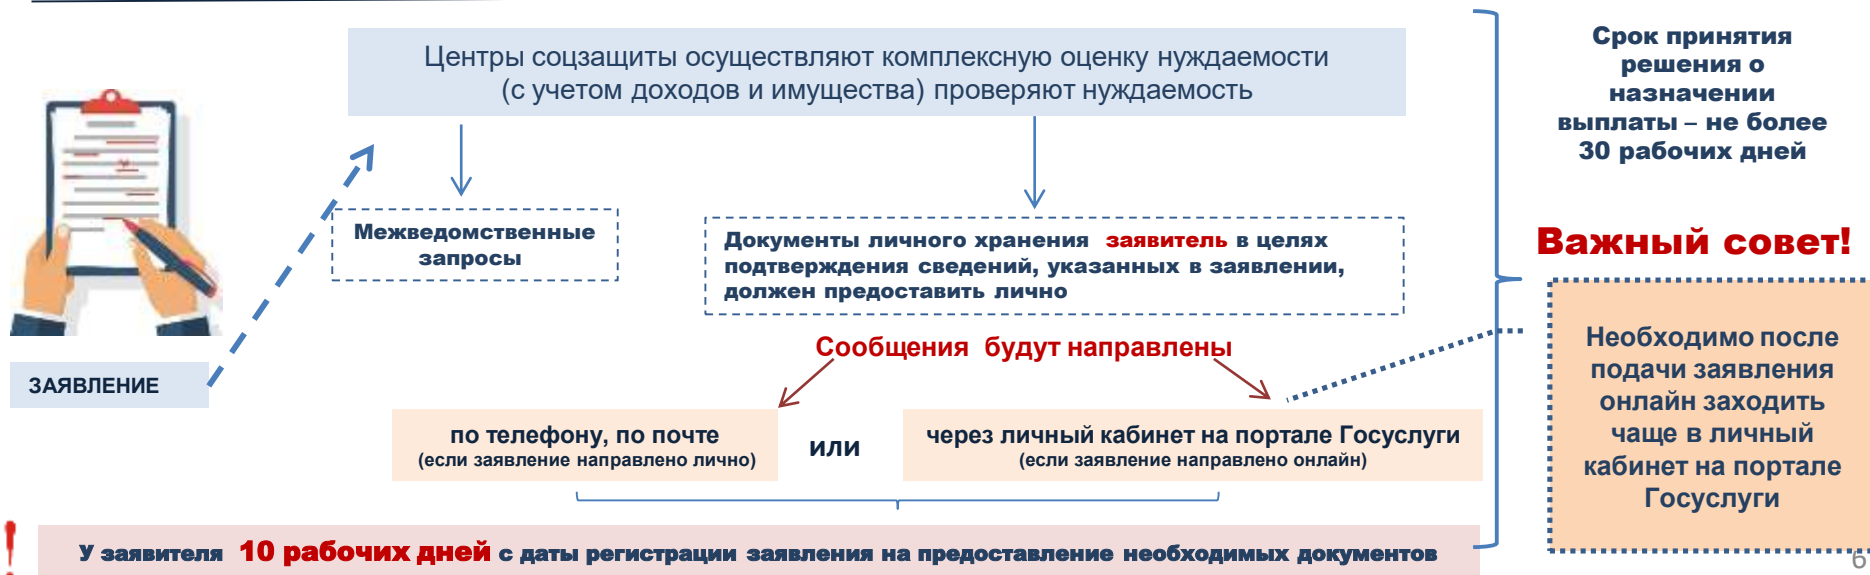 Центры соцзащиты осуществляют комплексную оценку нуждаемости
(с учетом доходов и имущества) проверяют нуждаемость
Срок принятия
решения о
назначении
выплаты – не более
30 рабочих дней
Межведомственные
запросы
Документы личного хранения заявитель в целях
подтверждения сведений, указанных в заявлении,
должен предоставить лично
Важный совет!
Необходимо после
подачи заявления
онлайн заходить
чаще в личный
кабинет на портале
Госуслуги
ЗАЯВЛЕНИЕ
Сообщения будут направлены
по телефону, по почте
(если заявление направлено лично)
или
через личный кабинет на портале Госуслуги
(если заявление направлено онлайн)
! У заявителя 10 рабочих дней с даты регистрации заявления на предоставление необходимых документов
6